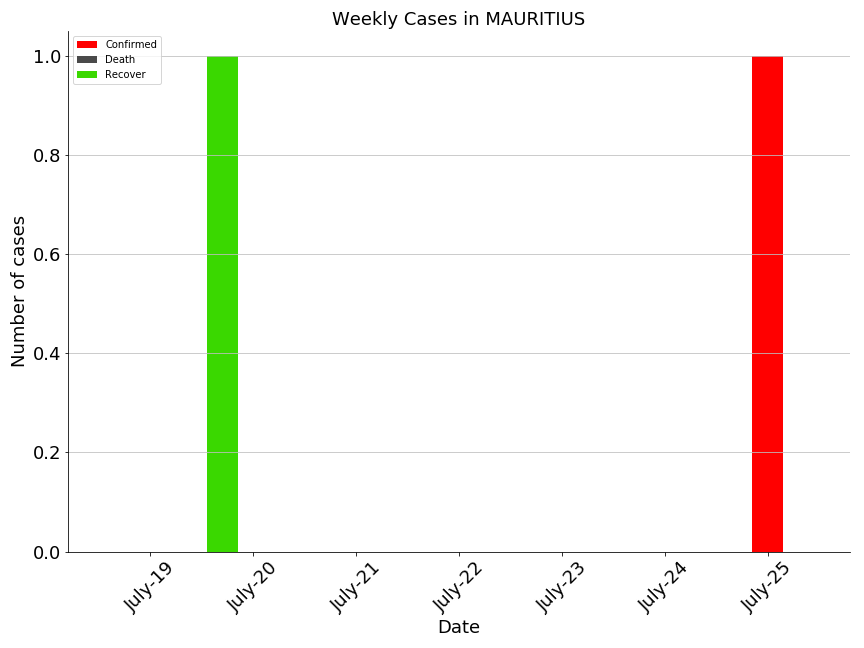 Weekly Cases in MAURITIUS
Confirmed
Death
Recover
1.0
0.8
0.6
0.4
0.2
0.0
Number of cases
July-19
July-20
July-21
July-22
July-23
July-24
July-25
Date